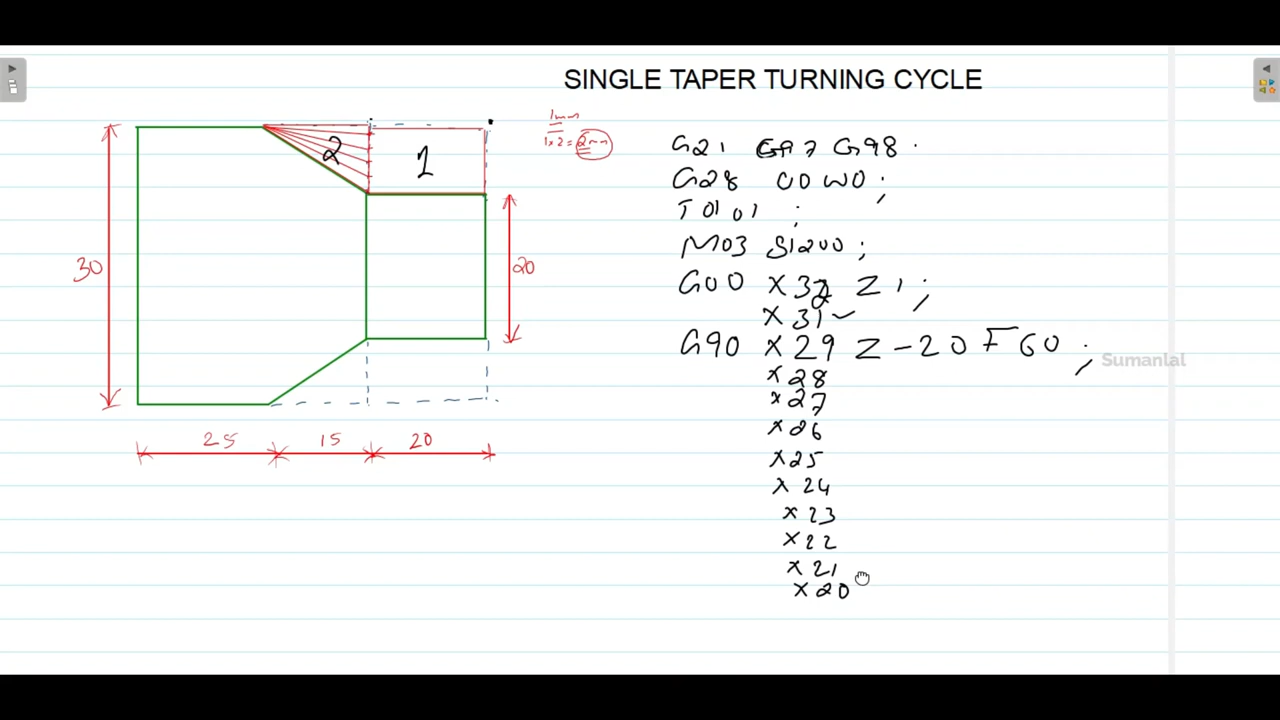 SINGLE TAPER TURNING CYCLE
1mm
1x2=2mm
G21 G97 G98
G28 U0 W0 ;
T0101 ;
M03 S1200 ;
G00 X32 Z1 ;
X31
G90 X29 Z-20 F60 ;
X28
X27
X26
X25
X24
X23
X22
X21
X20
2
1
30
20
25 15 20
Sumanlal